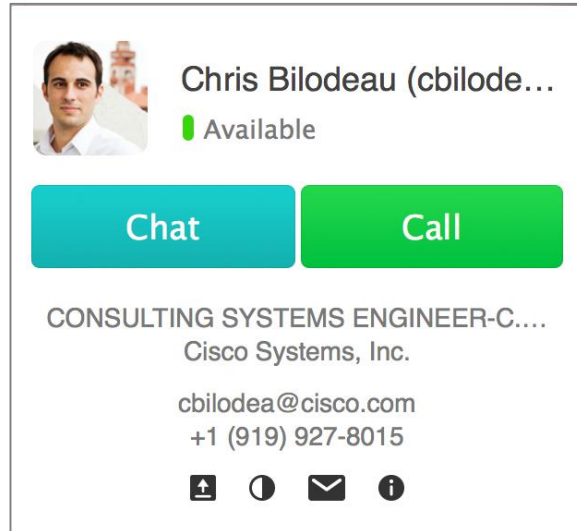 Chris Bilodeau (cbilode…
Available
Chat
Call
CONSULTING SYSTEMS ENGINEER-C.…
Cisco Systems, Inc.
cbilodea@cisco.com
+1 (919) 927-8015